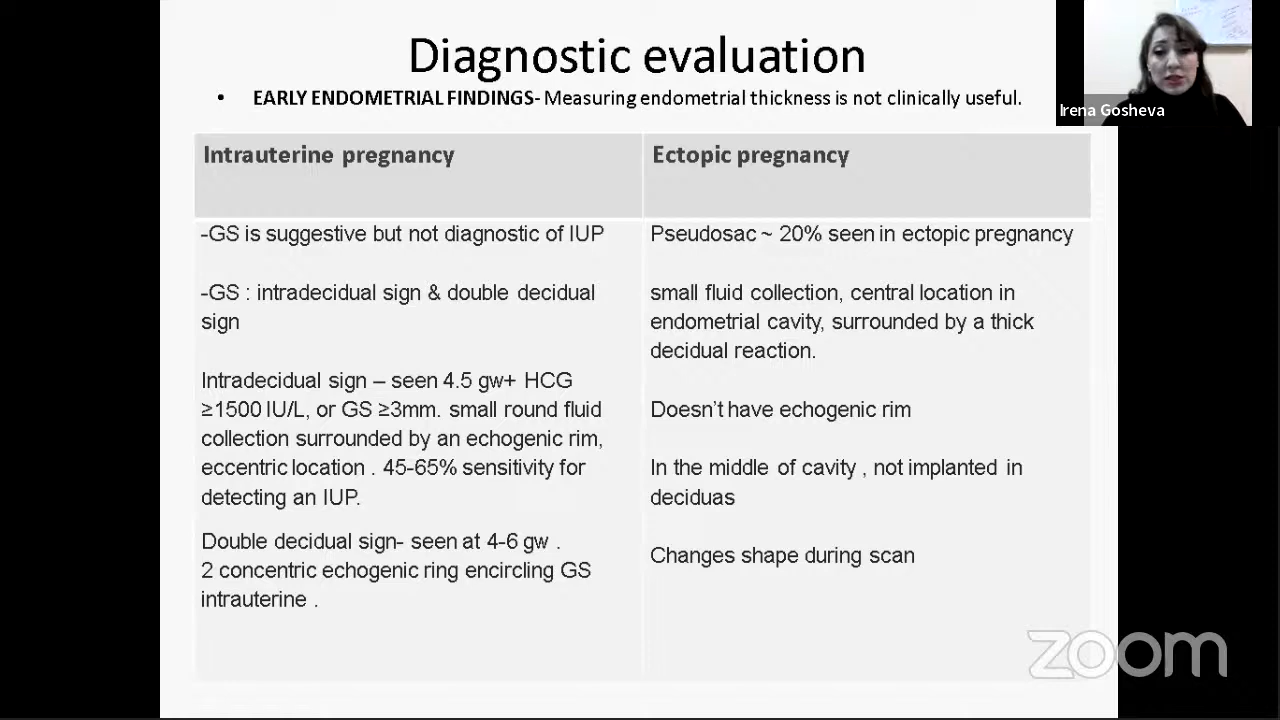 Diagnostic evaluation
• EARLY ENDOMETRIAL FINDINGS- Measuring endometrial thickness is not clinically useful.
Irena Gosheva
Intrauterine pregnancy
-GS is suggestive but not diagnostic of IUP
-GS : intradecidual sign & double decidual
sign
Intradecidual sign – seen 4.5 gw+ HCG
≥1500 IU/L, or GS ≥3mm. small round fluid
collection surrounded by an echogenic rim,
eccentric location . 45-65% sensitivity for
detecting an IUP.
Double decidual sign- seen at 4-6 gw .
2 concentric echogenic ring encircling GS
intrauterine .
Ectopic pregnancy
Pseudosac ~ 20% seen in ectopic pregnancy
small fluid collection, central location in
endometrial cavity, surrounded by a thick
decidual reaction.
Doesn’t have echogenic rim
In the middle of cavity , not implanted in
deciduas
Changes shape during scan
zoom